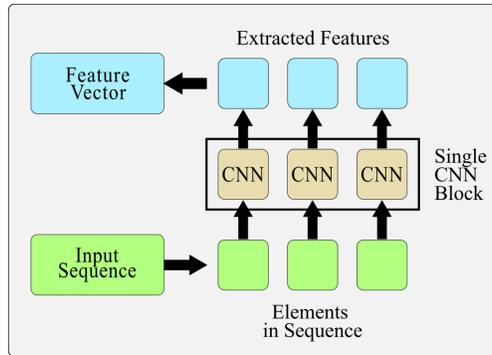 Extracted Features
Feature
Vector
CNN CNN CNN
Single
CNN
Block
Input
Sequence
Elements
in Sequence